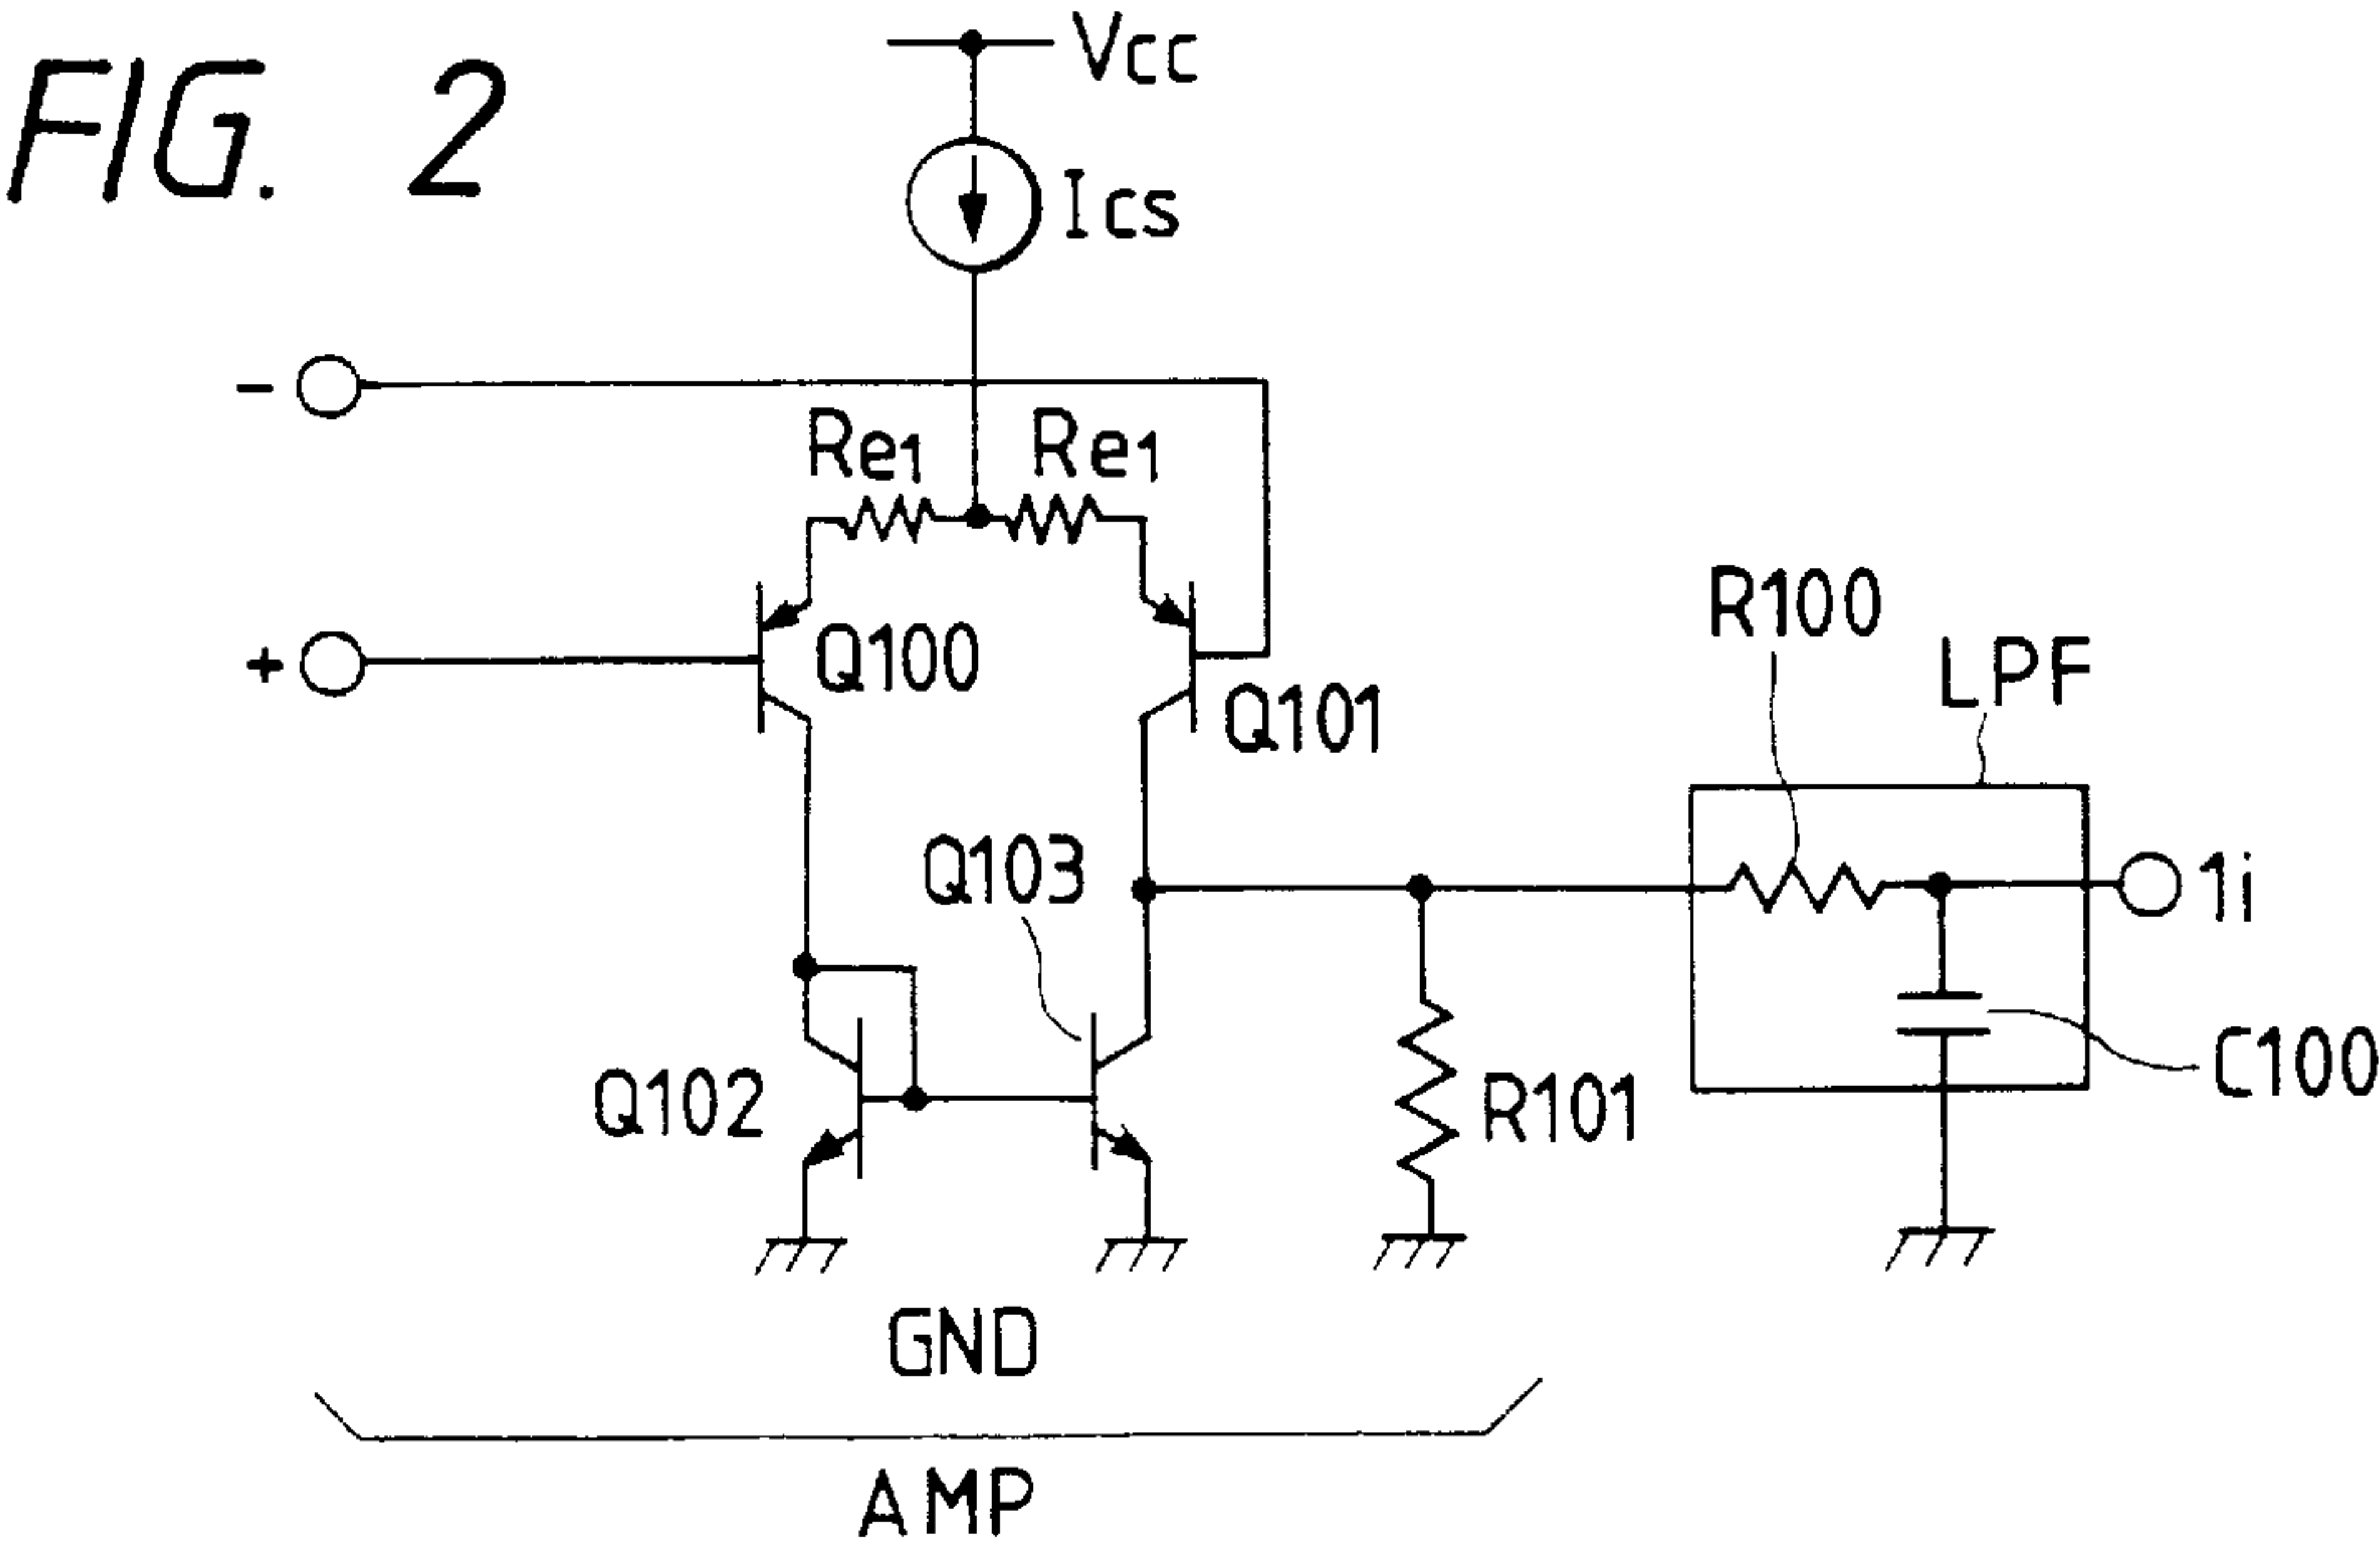 FIG. 2
Vcc
Ics
-
Re1
Re1
+
Q100
Q101
R100
LPF
Q103
1i
Q102
R101
C100
GND
AMP